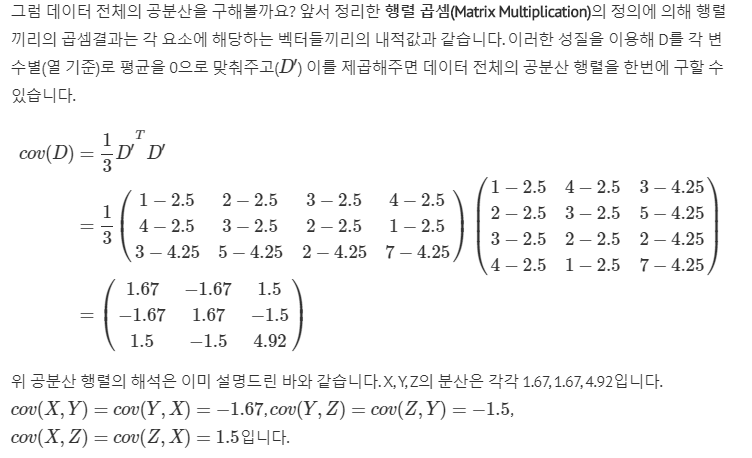 그럼 데이터 전체의 공분산을 구해볼까요? 앞서 정리한 행렬 곱셈(Matrix Multiplication)의 정의에 의해 행렬
끼리의 곱셈결과는 각 요소에 해당하는 벡터들끼리의 내적값과 같습니다. 이러한 성질을 이용해 D를 각 변
수별(열 기준)로 평균을 0으로 맞춰주고(D′) 이를 제곱해주면 데이터 전체의 공분산 행렬을 한번에 구할 수
있습니다.
cov(D) = 1/3 D′^T D′
= 1/3 ( 1 − 2.5 2 − 2.5 3 − 2.5 4 − 2.5 ; 4 − 2.5 3 − 2.5 2 − 2.5 1 − 2.5 ; 3 − 4.25 5 − 4.25 2 − 4.25 7 − 4.25 ) ( 1 − 2.5 4 − 2.5 3 − 4.25 ; 2 − 2.5 3 − 2.5 5 − 4.25 ; 3 − 2.5 2 − 2.5 2 − 4.25 ; 4 − 2.5 1 − 2.5 7 − 4.25 )
= ( 1.67 −1.67 1.5 ; −1.67 1.67 −1.5 ; 1.5 −1.5 4.92 )
위 공분산 행렬의 해석은 이미 설명드린 바와 같습니다. X, Y, Z의 분산은 각각 1.67, 1.67, 4.92입니다.
cov(X, Y) = cov(Y, X) = −1.67, cov(Y, Z) = cov(Z, Y) = −1.5,
cov(X, Z) = cov(Z, X) = 1.5입니다.